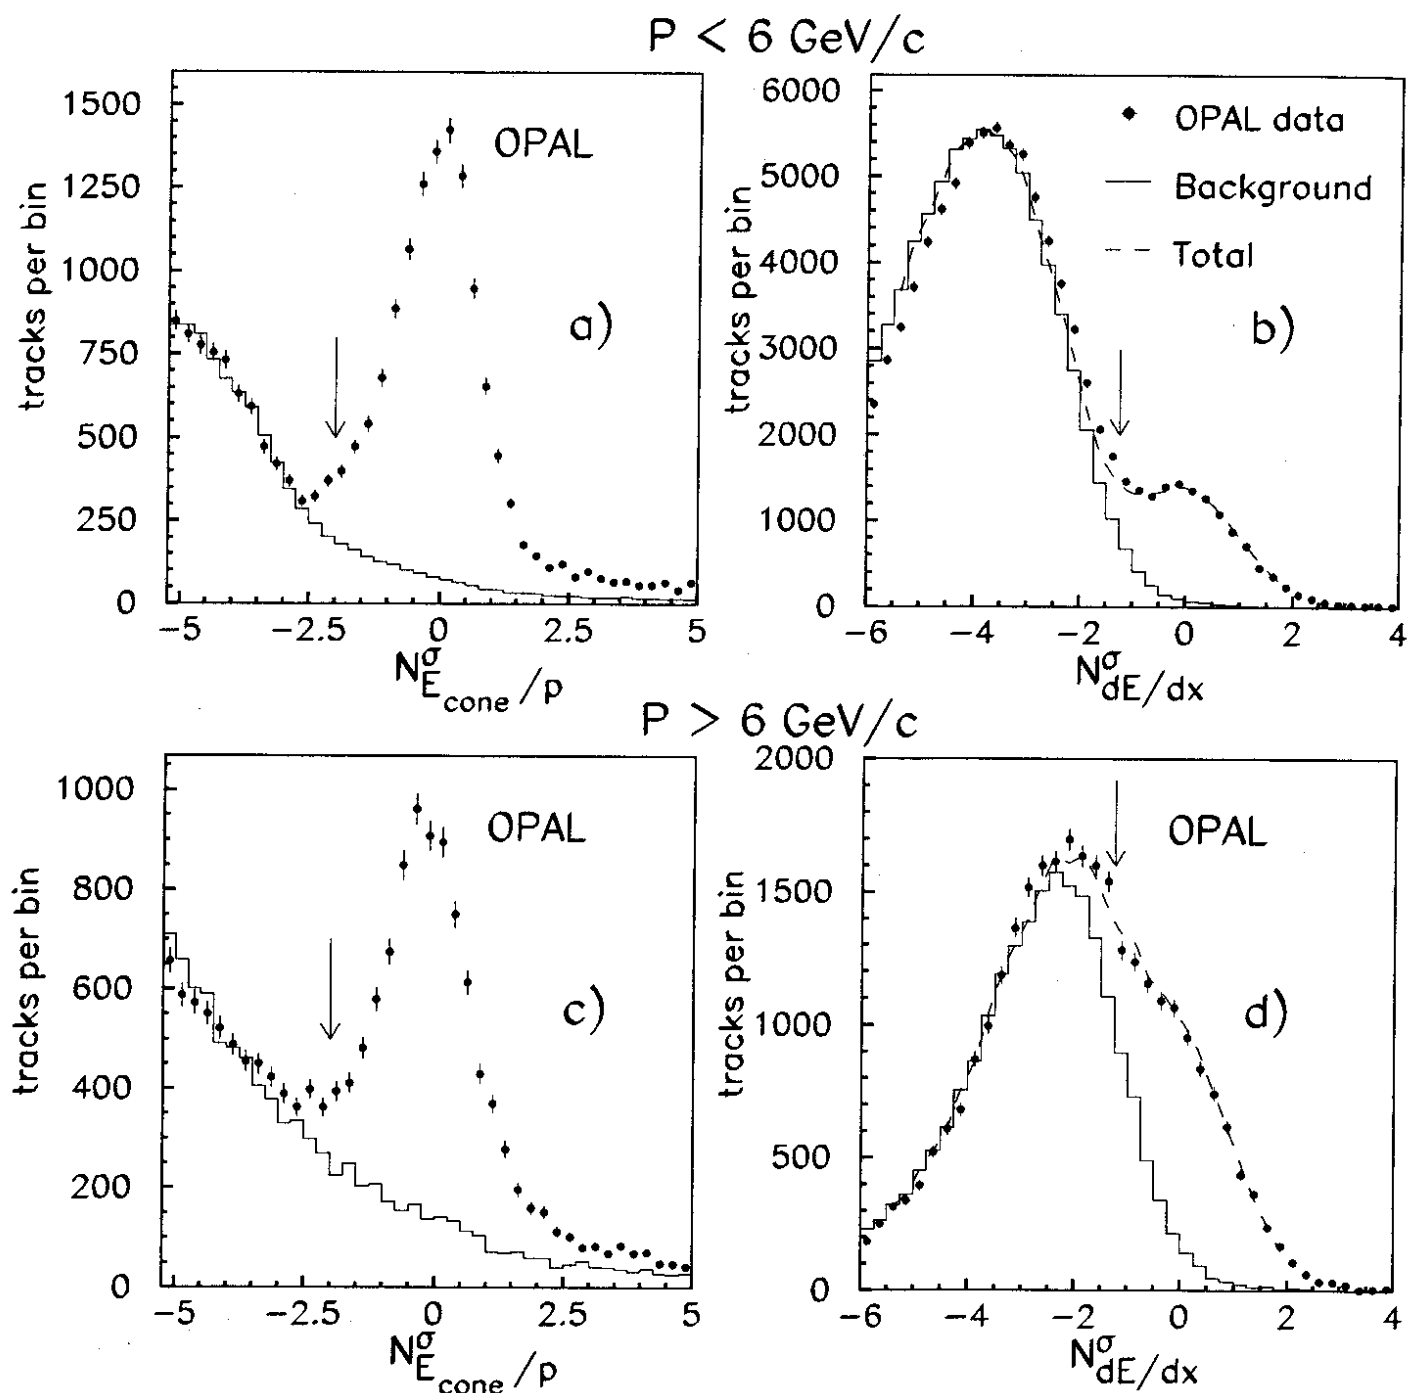 P < 6 GeV/c
tracks per bin
1500
1250
1000
750
500
250
0
OPAL
a)
−5 −2.5 0 2.5 5
N^σ_{E_cone}/p
tracks per bin
6000
5000
4000
3000
2000
1000
0
OPAL data
Background
Total
b)
−6 −4 −2 0 2 4
N^σ_{dE/dx}
P > 6 GeV/c
tracks per bin
1000
800
600
400
200
0
OPAL
c)
−5 −2.5 0 2.5 5
N^σ_{E_cone}/p
tracks per bin
2000
1500
1000
500
0
OPAL
d)
−6 −4 −2 0 2 4
N^σ_{dE/dx}